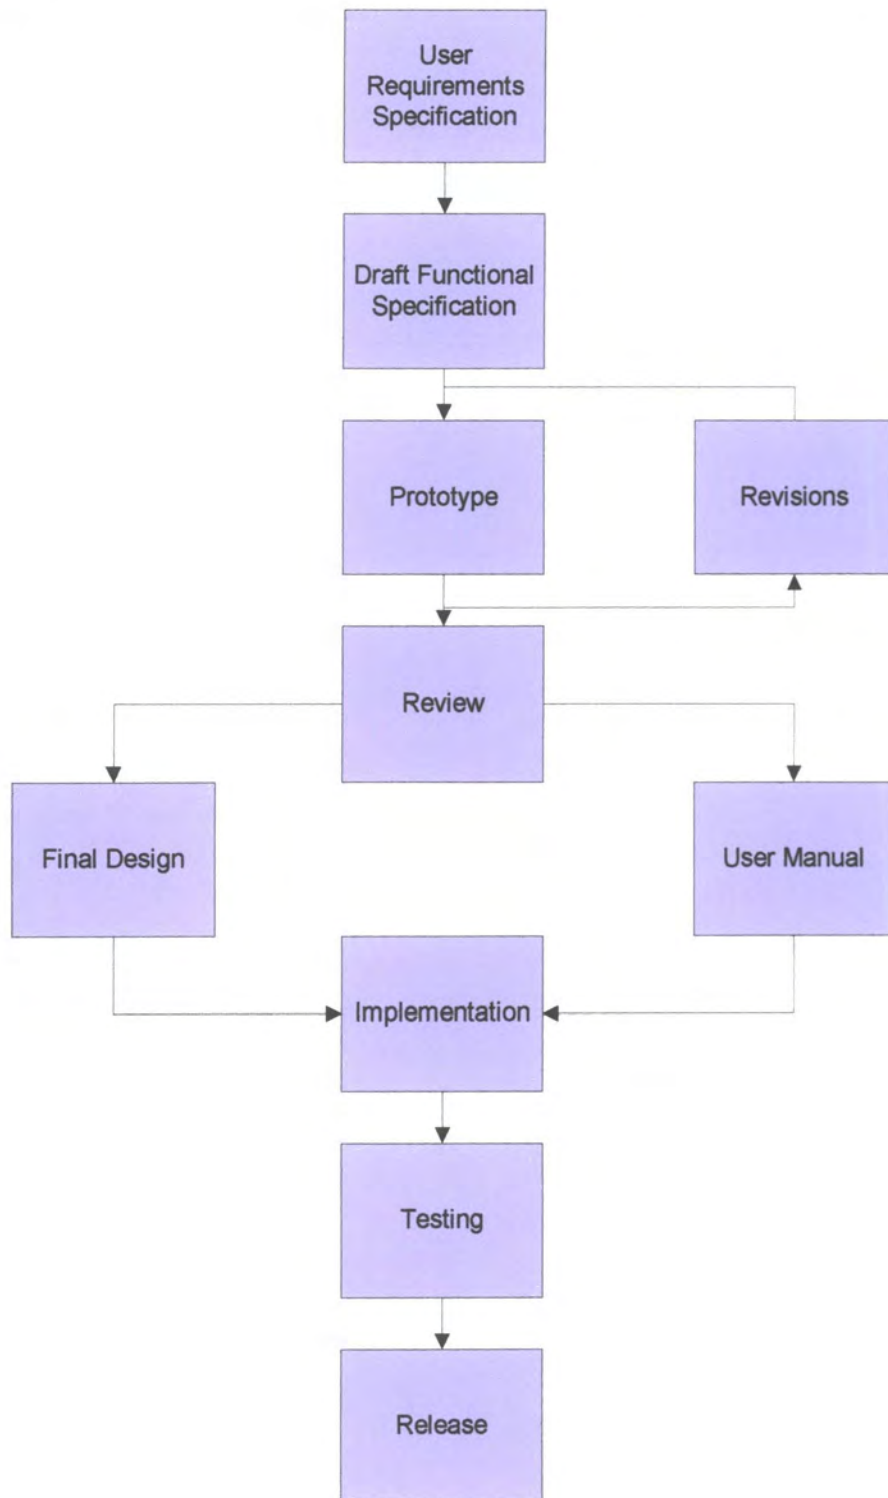 User
Requirements
Specification
Draft Functional
Specification
Prototype
Revisions
Review
Final Design
User Manual
Implementation
Testing
Release